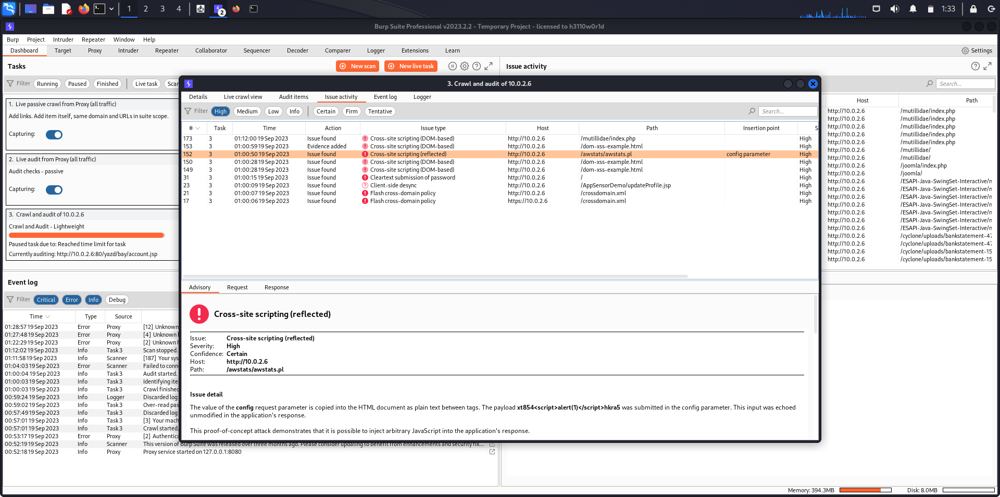 1 2 3 4 2 1:33
Burp Suite Professional v2023.2.2 - Temporary Project - licensed to h3110w0r1d
Burp Project Intruder Repeater Window Help
Dashboard Target Proxy Intruder Repeater Collaborator Sequencer Decoder Comparer Logger Extensions Learn Settings
Tasks New scan New live task
Filter Running Paused Finished Live task Scan
1. Live passive crawl from Proxy (all traffic)
Add links. Add item itself, same domain and URLs in suite scope.
Capturing:
2. Live audit from Proxy (all traffic)
Audit checks - passive
Capturing:
3. Crawl and audit of 10.0.2.6
Crawl and Audit - Lightweight
Paused task due to: Reached time limit for task
Currently auditing: http://10.0.2.6:80/yazd/bay/account.jsp
Event log
Filter Critical Error Info Debug
Time Type Source
01:28:57 19 Sep 2023 Error Proxy [12] Unknown
01:27:48 19 Sep 2023 Error Proxy [4] Unknown
01:22:29 19 Sep 2023 Error Proxy [2] Unknown
01:12:02 19 Sep 2023 Info Task 3 Scan stopped.
01:11:58 19 Sep 2023 Info Scanner [187] Your sys
01:04:03 19 Sep 2023 Error Scanner Failed to conn
01:00:04 19 Sep 2023 Info Task 3 Audit started.
01:00:03 19 Sep 2023 Info Task 3 Identifying ite
01:00:03 19 Sep 2023 Info Task 3 Crawl finished
00:59:24 19 Sep 2023 Info Logger Discarded log
00:59:02 19 Sep 2023 Info Task 3 Over-read pas
00:57:49 19 Sep 2023 Info Task 3 Discarded log
00:57:01 19 Sep 2023 Info Task 3 [3] Your mach
00:57:01 19 Sep 2023 Info Task 3 Crawl started.
00:53:17 19 Sep 2023 Error Proxy [2] Authentica
00:52:19 19 Sep 2023 Info Scanner This version of Burp Suite was released over three months ago. Please consider updating to benefit from enhancements and security fix...
00:52:18 19 Sep 2023 Info Proxy Proxy service started on 127.0.0.1:8080
3. Crawl and audit of 10.0.2.6
Details Live crawl view Audit items Issue activity Event log Logger
Filter High Medium Low Info Certain Firm Tentative Search...
# Task Time Action Issue type Host Path Insertion point S
173 3 01:12:00 19 Sep 2023 Issue found Cross-site scripting (DOM-based) http://10.0.2.6 /mutillidae/index.php High
153 3 01:00:59 19 Sep 2023 Evidence added Cross-site scripting (DOM-based) http://10.0.2.6 /dom-xss-example.html High
152 3 01:00:50 19 Sep 2023 Issue found Cross-site scripting (reflected) http://10.0.2.6 /awstats/awstats.pl config parameter High
150 3 01:00:28 19 Sep 2023 Issue found Cross-site scripting (DOM-based) http://10.0.2.6 /dom-xss-example.html High
149 3 01:00:28 19 Sep 2023 Issue found Cross-site scripting (DOM-based) http://10.0.2.6 /dom-xss-example.html High
31 3 01:00:15 19 Sep 2023 Issue found Cleartext submission of password http://10.0.2.6 / High
23 3 01:00:09 19 Sep 2023 Issue found Client-side desync http://10.0.2.6 /AppSensorDemo/updateProfile.jsp High
21 3 01:00:07 19 Sep 2023 Issue found Flash cross-domain policy http://10.0.2.6 /crossdomain.xml High
17 3 01:00:06 19 Sep 2023 Issue found Flash cross-domain policy https://10.0.2.6 /crossdomain.xml High
Advisory Request Response
Cross-site scripting (reflected)
Issue: Cross-site scripting (reflected)
Severity: High
Confidence: Certain
Host: http://10.0.2.6
Path: /awstats/awstats.pl
Issue detail
The value of the config request parameter is copied into the HTML document as plain text between tags. The payload xt854<script>alert(1)</script>hkra5 was submitted in the config parameter. This input was echoed
unmodified in the application's response.
This proof-of-concept attack demonstrates that it is possible to inject arbitrary JavaScript into the application's response.
Issue activity
Search...
Host Path
http://10.0.2.6 /mutillidae/index.php
http://10.0.2.6 /mutillidae/index.php
http://10.0.2.6 /mutillidae/index.php
http://10.0.2.6 /mutillidae/index.php
http://10.0.2.6 /mutillidae/index.php
http://10.0.2.6 /mutillidae/
http://10.0.2.6 /mutillidae/
http://10.0.2.6 /joomla/index.php
http://10.0.2.6 /joomla/
http://10.0.2.6 /ESAPI-Java-SwingSet-Interactive/n
http://10.0.2.6 /ESAPI-Java-SwingSet-Interactive/n
http://10.0.2.6 /ESAPI-Java-SwingSet-Interactive/n
http://10.0.2.6 /ESAPI-Java-SwingSet-Interactive/n
http://10.0.2.6 /ESAPI-Java-SwingSet-Interactive/n
http://10.0.2.6 /ESAPI-Java-SwingSet-Interactive/n
http://10.0.2.6 /ESAPI-Java-SwingSet-Interactive/n
http://10.0.2.6 /cyclone/uploads/bankstatement-47
http://10.0.2.6 /cyclone/uploads/bankstatement-47
http://10.0.2.6 /cyclone/uploads/bankstatement-15
http://10.0.2.6 /cyclone/uploads/bankstatement-15
Memory: 394.3MB Disk: 8.0MB